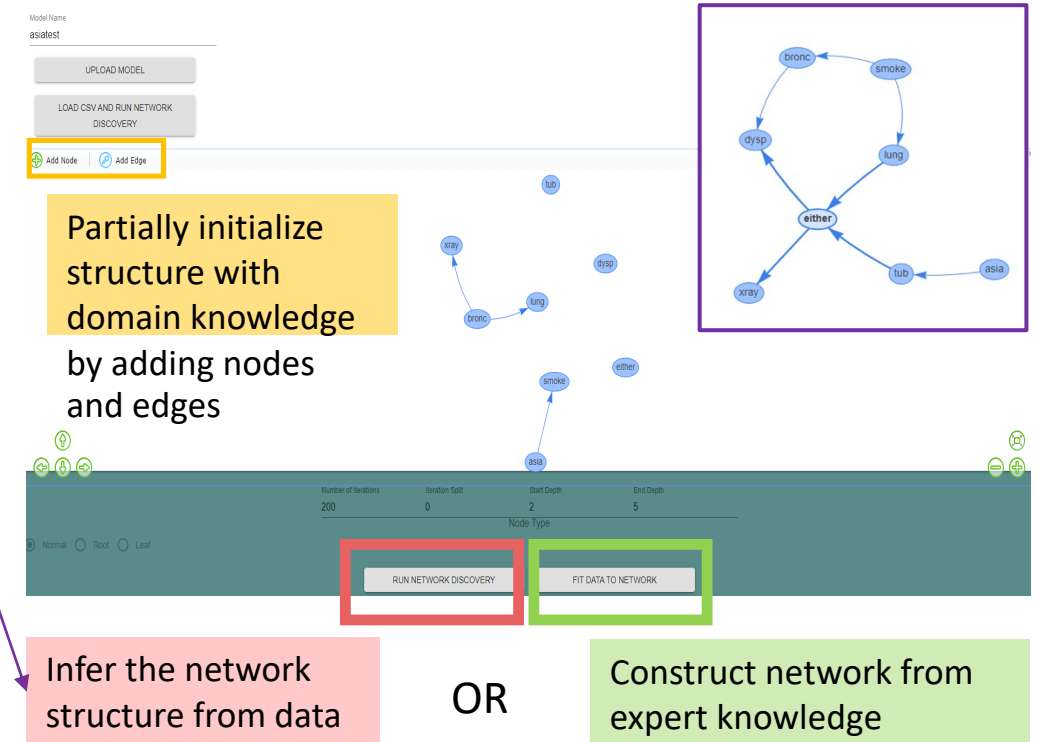 Model Name
asiatest
UPLOAD MODEL
LOAD CSV AND RUN NETWORK
DISCOVERY
Add Node
Add Edge
Partially initialize
structure with
domain knowledge
by adding nodes
and edges
tub
xray
dysp
lung
bronc
either
smoke
asia
bronc
smoke
dysp
lung
either
tub
asia
xray
Number of Iterations
Iteration Split
Start Depth
End Depth
200
0
2
5
Node Type
Normal
Root
Leaf
RUN NETWORK DISCOVERY
FIT DATA TO NETWORK
Infer the network
structure from data
OR
Construct network from
expert knowledge